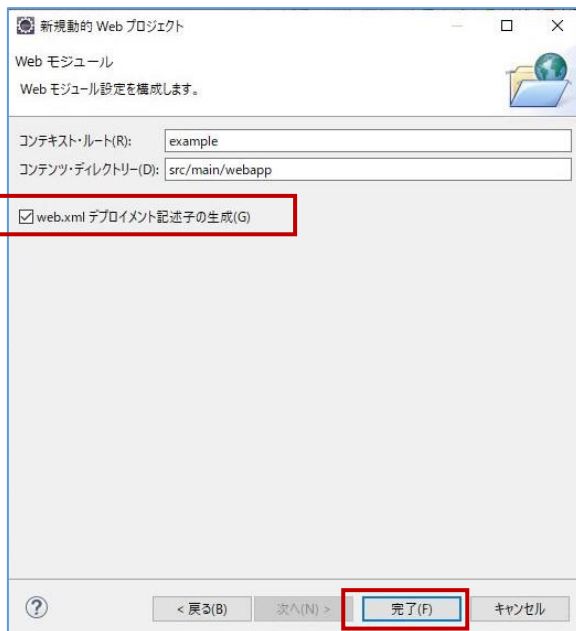 新規動的 Web プロジェクト
Web モジュール
Web モジュール設定を構成します。
コンテキスト・ルート(R): example
コンテンツ・ディレクトリー(D): src/main/webapp
web.xml デプロイメント記述子の生成(G)
< 戻る(B) 次へ(N) > 完了(F) キャンセル